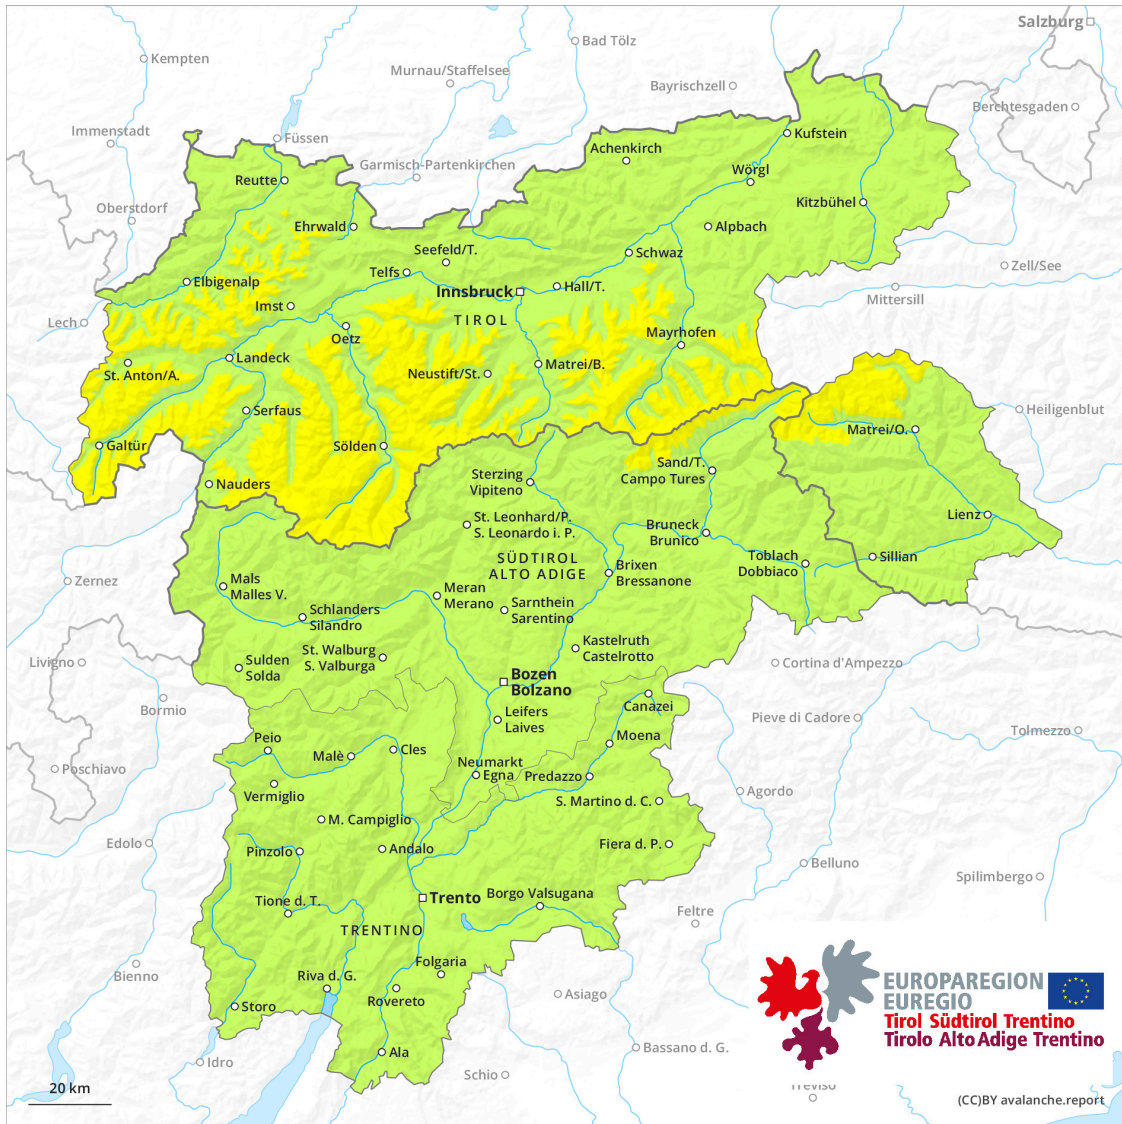 Salzburg
Bad Tölz
Kempten
Murnau/Staffelsee
Bayrischzell
Berchtesgaden
Immenstadt
Füssen
Kufstein
Achenkirch
Garmisch-Partenkirchen
Wörgl
Reutte
Oberstdorf
Kitzbühel
Ehrwald
Alpbach
Seefeld/T.
Schwaz
Zell/See
Telfs
Elbigenalp
Hall/T.
Innsbruck
Mittersill
Imst
TIROL
Lech
Oetz
Mayrhofen
Landeck
Matrei/B.
St. Anton/A.
Neustift/St.
Serfaus
Heiligenblut
Matrei/O.
Galtür
Sölden
Sand/T.
Campo Tures
Sterzing
Vipiteno
Nauders
St. Leonhard/P.
S. Leonardo i. P.
Lienz
Bruneck
Brunico
SÜDTIROL
ALTO ADIGE
Toblach
Dobbiaco
Sillian
Brixen
Bressanone
Zernez
Mals
Malles V.
Meran
Merano
Sarnthein
Sarentino
Schlanders
Silandro
Kastelruth
Castelrotto
St. Walburg
S. Valburga
Livigno
Sulden
Solda
Cortina d'Ampezzo
Bozen
Bolzano
Bormio
Canazei
Leifers
Laives
Pieve di Cadore
Tolmezzo
Peio
Moena
Malè
Cles
Poschiavo
Neumarkt
Egna
Predazzo
Vermiglio
Agordo
S. Martino d. C.
M. Campiglio
Edolo
Pinzolo
Andalo
Fiera d. P.
Belluno
Spilimbergo
Tione d. T.
Trento
Borgo Valsugana
Feltre
TRENTINO
Folgaria
Bienno
Riva d. G.
Rovereto
Asiago
Storo
EUROPAREGION
EUREGIO
Tirol Südtirol Trentino
Tirolo Alto Adige Trentino
Ala
Idro
Bassano d. G.
Schio
Treviso
20 km
(CC)BY avalanche.report